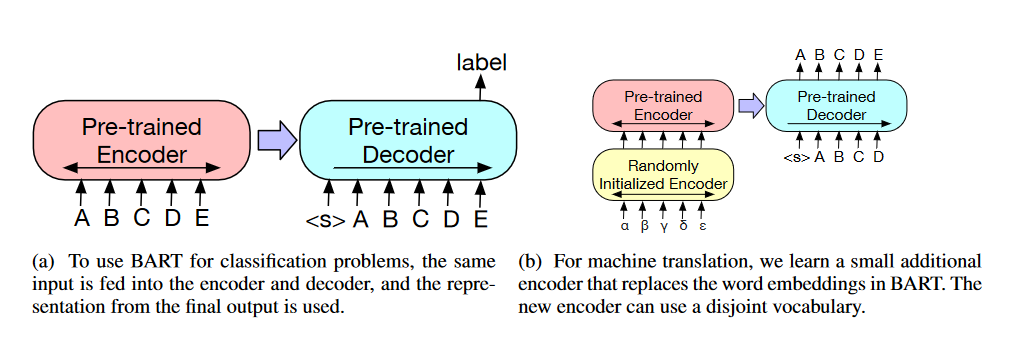 label
Pre-trained
Encoder
Pre-trained
Decoder
A B C D E
<s> A B C D E
(a) To use BART for classification problems, the same
input is fed into the encoder and decoder, and the repre-
sentation from the final output is used.
A B C D E
Pre-trained
Encoder
Pre-trained
Decoder
<s> A B C D
Randomly
Initialized Encoder
α β γ δ ε
(b) For machine translation, we learn a small additional
encoder that replaces the word embeddings in BART. The
new encoder can use a disjoint vocabulary.